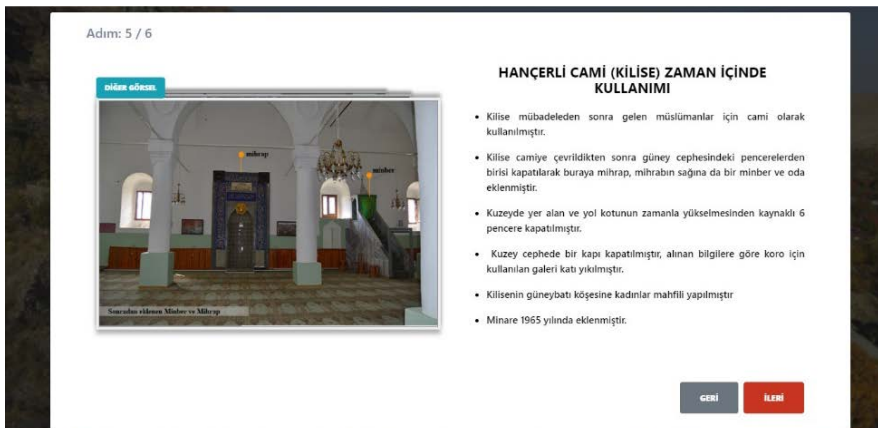 Adım: 5 / 6
DİĞER GÖRSEL
mihrap
minber
Sonradan eklenen Minber ve Mihrap
HANÇERLİ CAMİ (KİLİSE) ZAMAN İÇİNDE
KULLANIMI
• Kilise mübadeleden sonra gelen müslümanlar için cami olarak
kullanılmıştır.
• Kilise camiye çevrildikten sonra güney cephesindeki pencerelerden
birisi kapatılarak buraya mihrap, mihrabın sağına da bir minber ve oda
eklenmiştir.
• Kuzeyde yer alan ve yol kotunun zamanla yükselmesinden kaynaklı 6
pencere kapatılmıştır.
• Kuzey cephede bir kapı kapatılmıştır, alınan bilgilere göre koro için
kullanılan galeri katı yıkılmıştır.
• Kilisenin güneybatı köşesine kadınlar mahfili yapılmıştır
• Minare 1965 yılında eklenmiştir.
GERİ
İLERİ